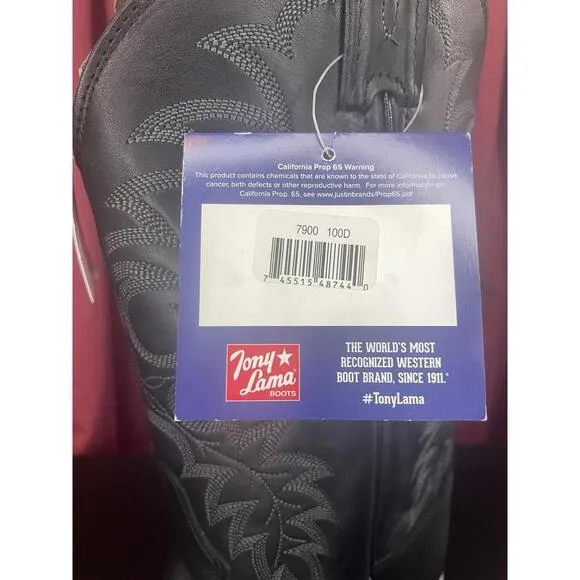 California Prop 65 Warning
This product contains chemicals that are known to the state of California to cause
cancer, birth defects or other reproductive harm. For more information on
California Prop 65, see www.justinbrands/Prop65.pdf
7900 100D
7 45515 48744 0
Tony Lama
BOOTS
THE WORLD'S MOST
RECOGNIZED WESTERN
BOOT BRAND, SINCE 1911.*
#TonyLama